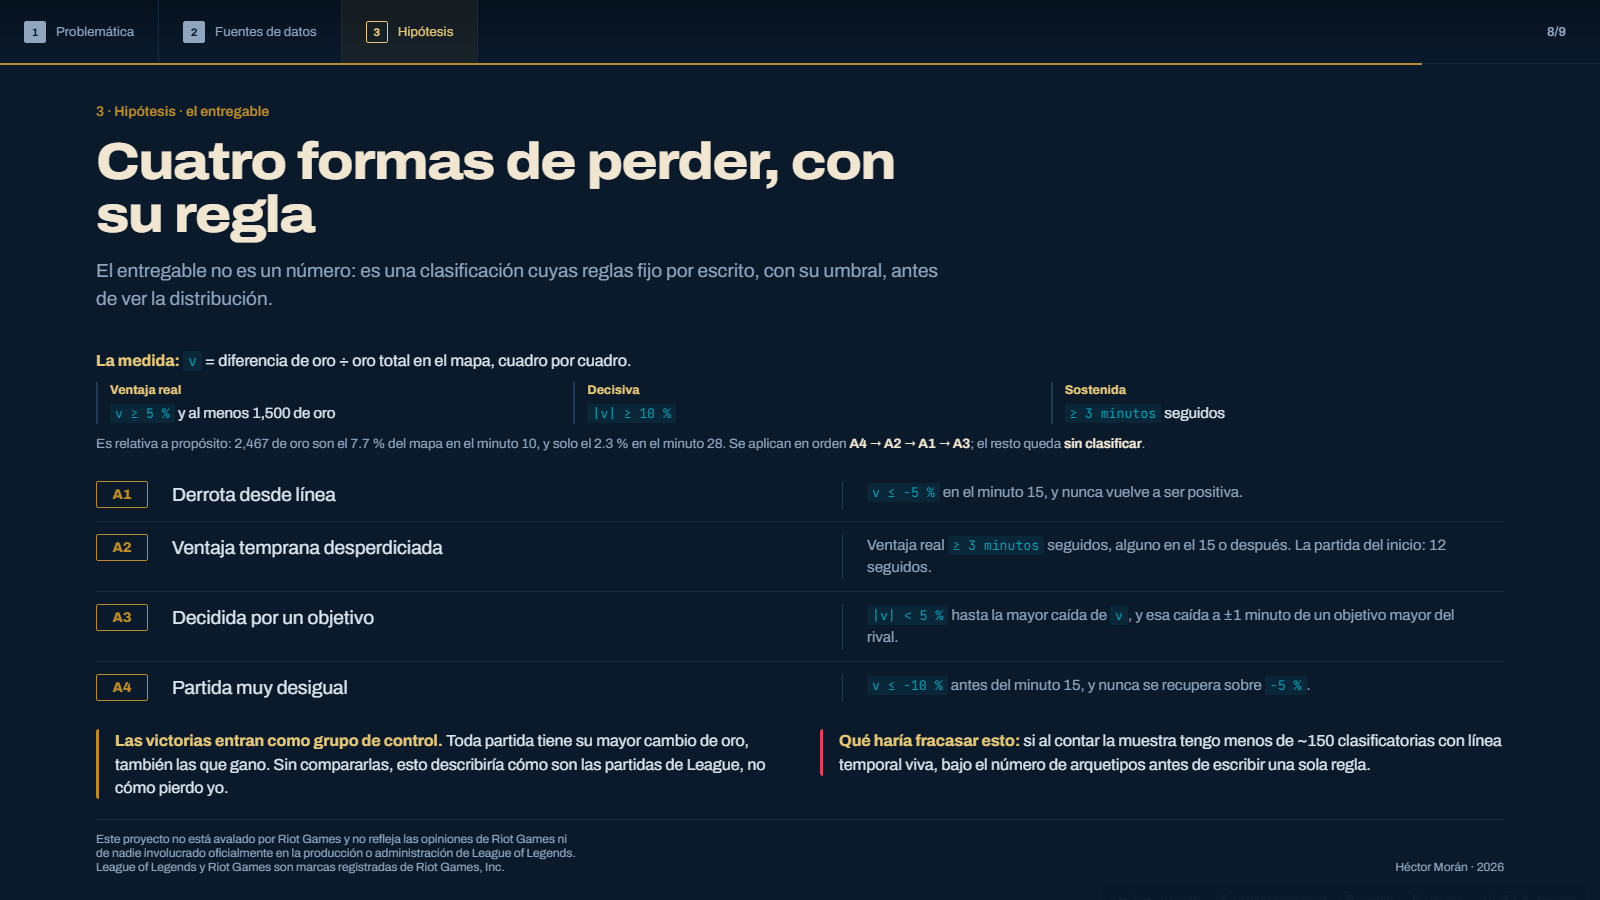 1 Problemática
2 Fuentes de datos
3 Hipótesis
8/9
3 · Hipótesis · el entregable
Cuatro formas de perder, con
su regla
El entregable no es un número: es una clasificación cuyas reglas fijo por escrito, con su umbral, antes
de ver la distribución.
La medida: v = diferencia de oro ÷ oro total en el mapa, cuadro por cuadro.
Ventaja real
v ≥ 5 % y al menos 1,500 de oro
Decisiva
|v| ≥ 10 %
Sostenida
≥ 3 minutos seguidos
Es relativa a propósito: 2,467 de oro son el 7.7 % del mapa en el minuto 10, y solo el 2.3 % en el minuto 28. Se aplican en orden A4 → A2 → A1 → A3; el resto queda sin clasificar.
A1 Derrota desde línea
v ≤ -5 % en el minuto 15, y nunca vuelve a ser positiva.
A2 Ventaja temprana desperdiciada
Ventaja real ≥ 3 minutos seguidos, alguno en el 15 o después. La partida del inicio: 12
seguidos.
A3 Decidida por un objetivo
|v| < 5 % hasta la mayor caída de v, y esa caída a ±1 minuto de un objetivo mayor del
rival.
A4 Partida muy desigual
v ≤ -10 % antes del minuto 15, y nunca se recupera sobre -5 %.
Las victorias entran como grupo de control. Toda partida tiene su mayor cambio de oro,
también las que gano. Sin compararlas, esto describiría cómo son las partidas de League, no
cómo pierdo yo.
Qué haría fracasar esto: si al contar la muestra tengo menos de ~150 clasificatorias con línea
temporal viva, bajo el número de arquetipos antes de escribir una sola regla.
Este proyecto no está avalado por Riot Games y no refleja las opiniones de Riot Games ni
de nadie involucrado oficialmente en la producción o administración de League of Legends.
League of Legends y Riot Games son marcas registradas de Riot Games, Inc.
Héctor Morán · 2026